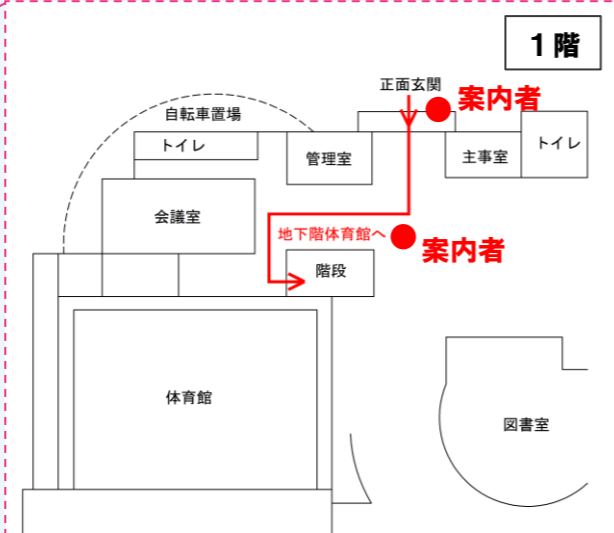 1階
正面玄関
案内者
自転車置場
トイレ
管理室
主事室
トイレ
会議室
地下階体育館へ
案内者
階段
体育館
図書室